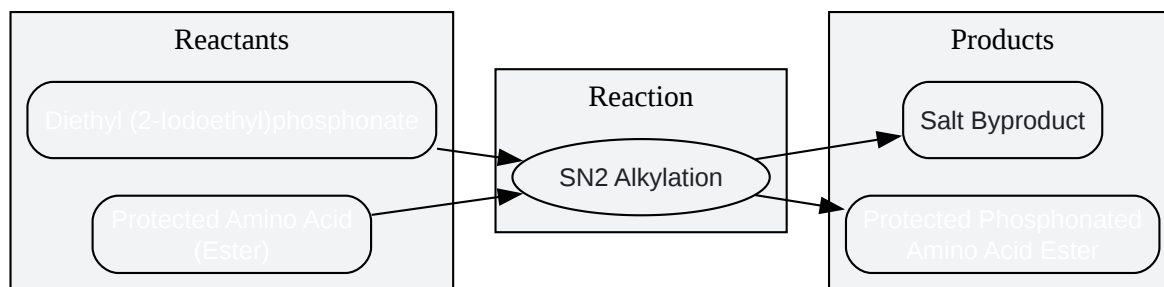 Reactants
Diethyl (2-Iodoethyl)phosphonate
Protected Amino Acid
(Ester)
Reaction
SN2 Alkylation
Products
Salt Byproduct
Protected Phosphonated
Amino Acid Ester